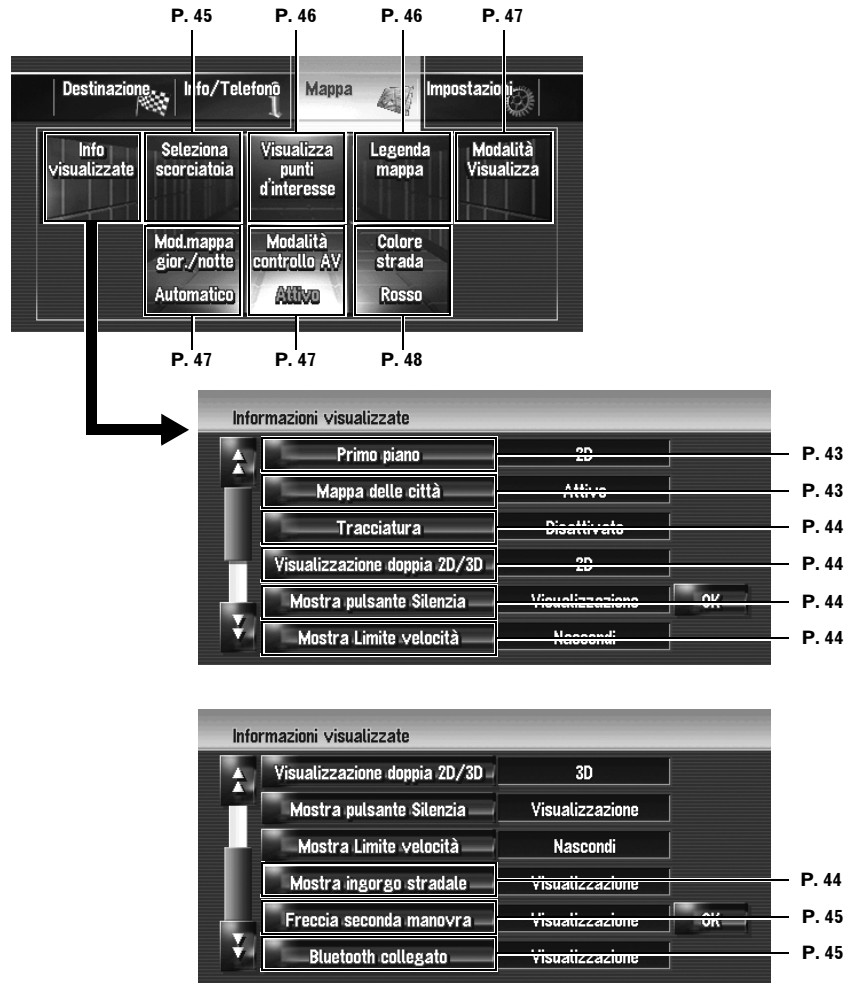 P. 45 P. 46 P. 46 P. 47
Destinazione Info/Telefono Mappa Impostazioni
Info visualizzate
Seleziona scorciatoia
Visualizza punti d'interesse
Legenda mappa
Modalità Visualizza
Mod.mappa gior./notte Automatico
Modalità controllo AV Attivo
Colore strada Rosso
P. 47 P. 47 P. 48
Informazioni visualizzate
Primo piano 2D P. 43
Mappa delle città Attivo P. 43
Tracciatura Disattivato P. 44
Visualizzazione doppia 2D/3D 2D P. 44
Mostra pulsante Silenzia Visualizzazione OK P. 44
Mostra Limite velocità Nascondi P. 44
Informazioni visualizzate
Visualizzazione doppia 2D/3D 3D
Mostra pulsante Silenzia Visualizzazione
Mostra Limite velocità Nascondi
Mostra ingorgo stradale Visualizzazione P. 44
Freccia seconda manovra Visualizzazione OK P. 45
Bluetooth collegato Visualizzazione P. 45